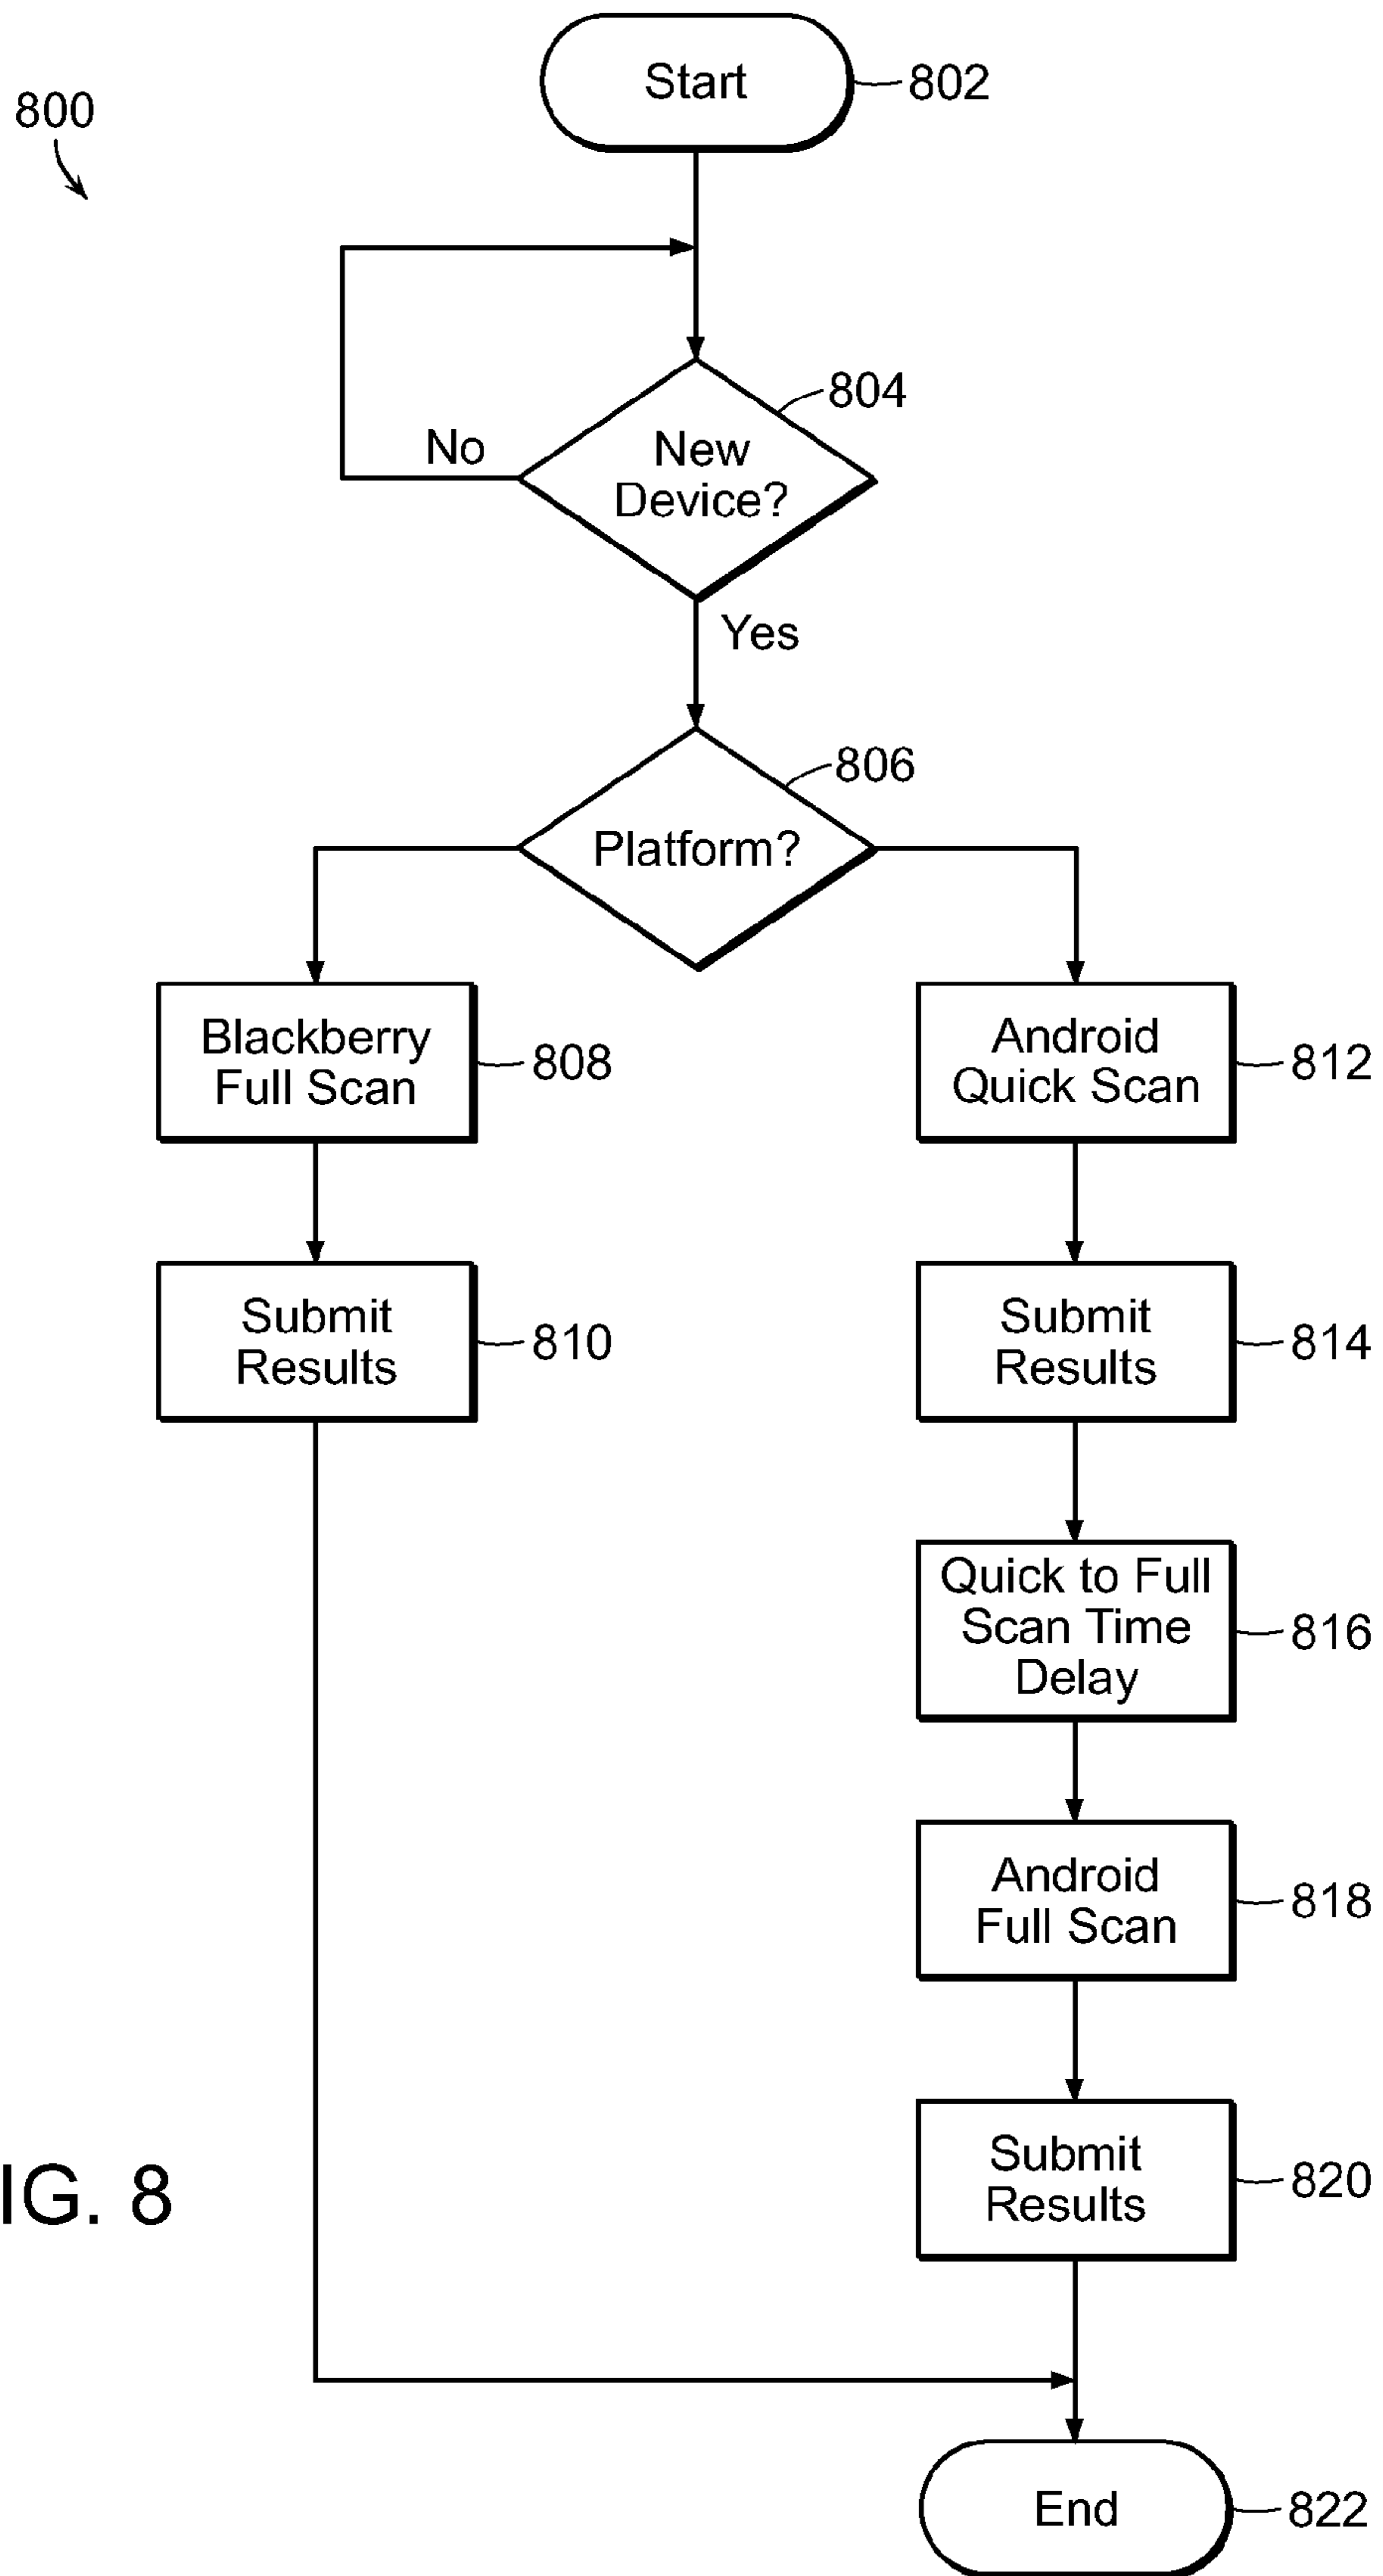 800
Start
802
804
No
New
Device?
Yes
806
Platform?
Blackberry
Full Scan
808
Android
Quick Scan
812
Submit
Results
810
Submit
Results
814
Quick to Full
Scan Time
Delay
816
Android
Full Scan
818
Submit
Results
820
IG. 8
End
822